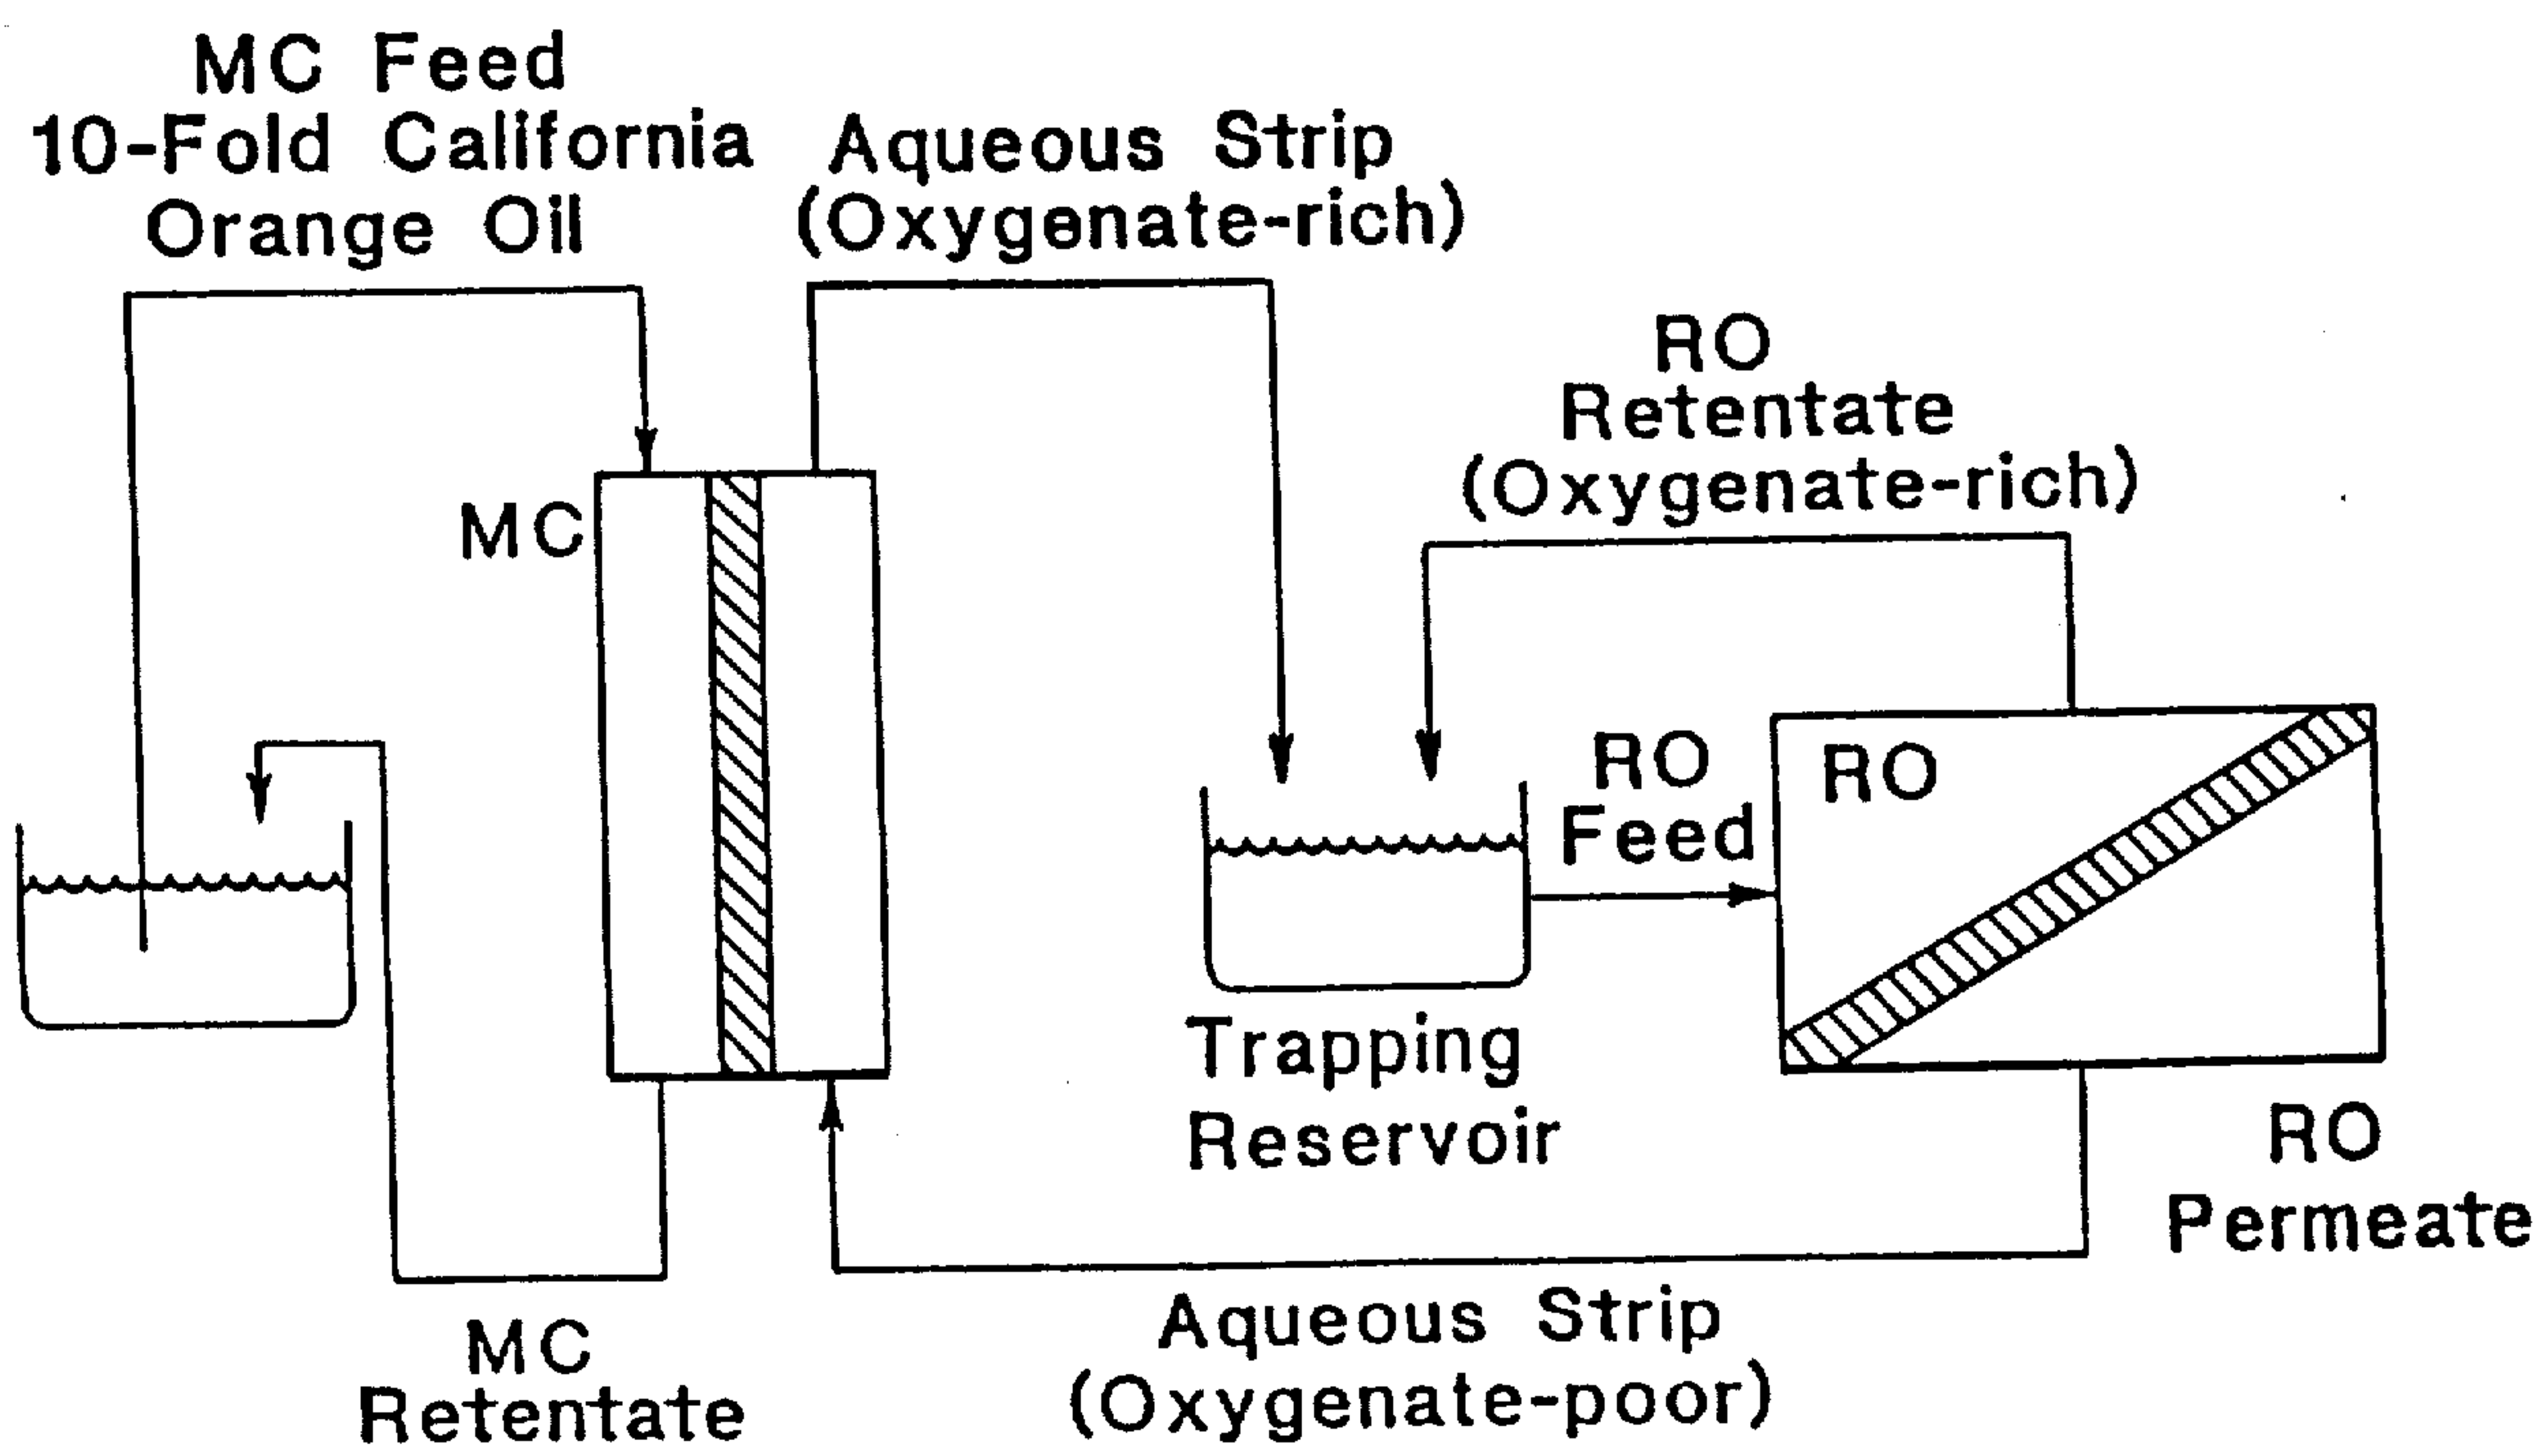 MC Feed
10-Fold California
Orange Oil
Aqueous Strip
(Oxygenate-rich)
RO
Retentate
(Oxygenate-rich)
MC
RO
Feed
RO
Trapping
Reservoir
RO
Permeate
Aqueous Strip
(Oxygenate-poor)
MC
Retentate